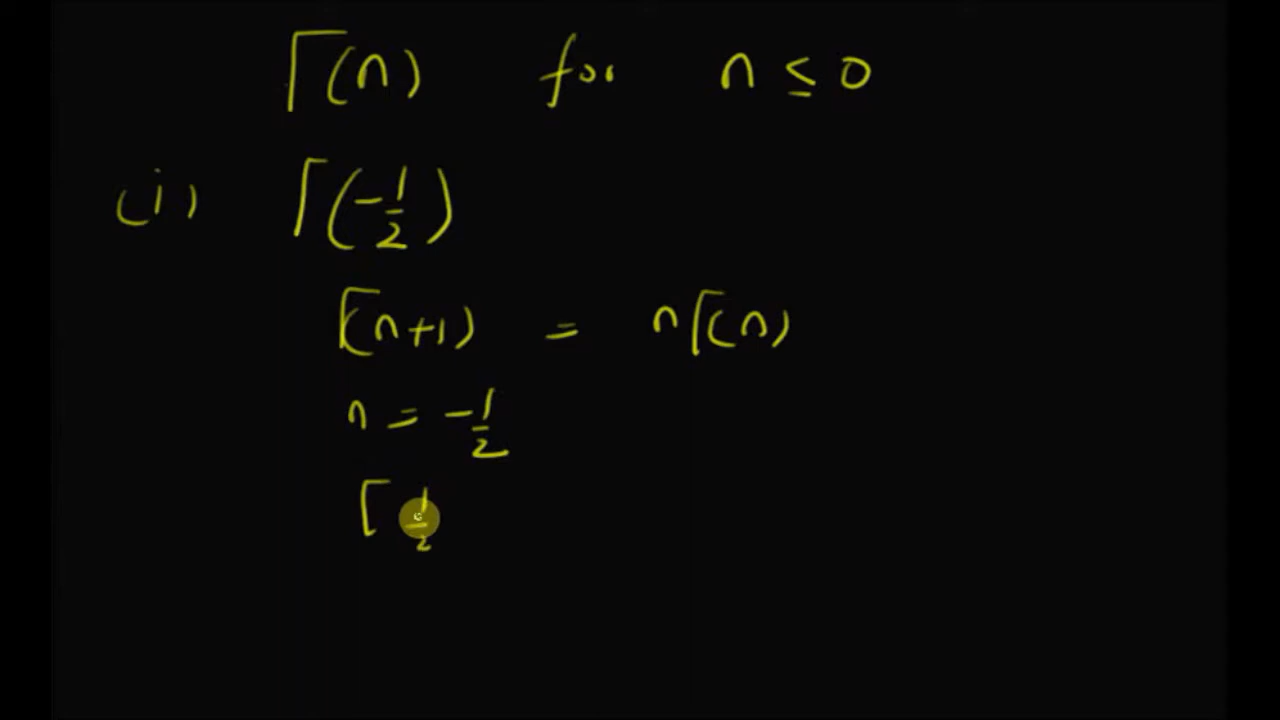 Γ(n) for n ≤ 0
(i) Γ(-1/2)
Γ(n+1) = nΓ(n)
n = -1/2
Γ 1/2